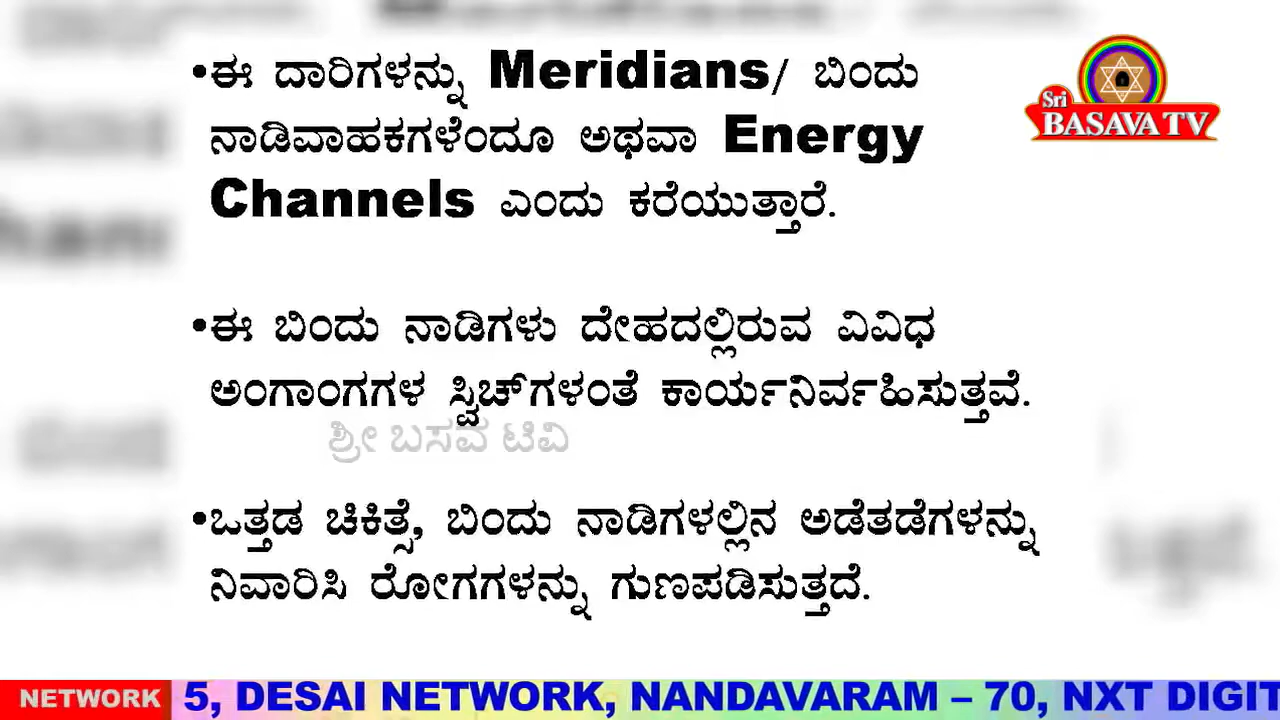 •ಈ ದಾರಿಗಳನ್ನು Meridians/ ಬಿಂದು
ನಾಡಿವಾಹಕಗಳೆಂದೂ ಅಥವಾ Energy
Channels ಎಂದು ಕರೆಯುತ್ತಾರೆ.
Sri
BASAVA TV
•ಈ ಬಿಂದು ನಾಡಿಗಳು ದೇಹದಲ್ಲಿರುವ ವಿವಿಧ
ಅಂಗಾಂಗಗಳ ಸ್ವಿಚ್‌ಗಳಂತೆ ಕಾರ್ಯನಿರ್ವಹಿಸುತ್ತವೆ.
ಶ್ರೀ ಬಸವ ಟಿವಿ
•ಒತ್ತಡ ಚಿಕಿತ್ಸೆ, ಬಿಂದು ನಾಡಿಗಳಲ್ಲಿನ ಅಡೆತಡೆಗಳನ್ನು
ನಿವಾರಿಸಿ ರೋಗಗಳನ್ನು ಗುಣಪಡಿಸುತ್ತದೆ.
NETWORK 5, DESAI NETWORK, NANDAVARAM – 70, NXT DIGIT